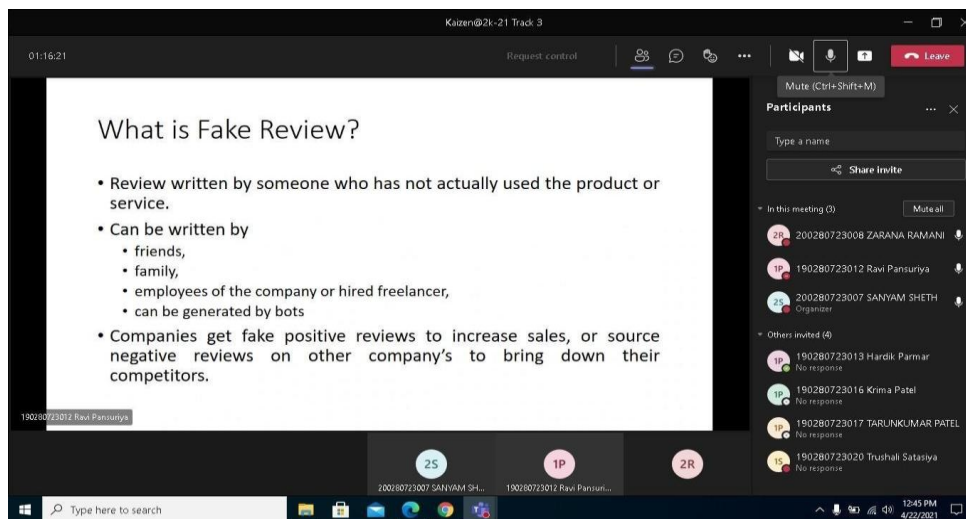 Kaizen@2k-21 Track 3
01:16:21
Request control
Leave
Mute (Ctrl+Shift+M)
What is Fake Review?
• Review written by someone who has not actually used the product or
service.
• Can be written by
• friends,
• family,
• employees of the company or hired freelancer,
• can be generated by bots
• Companies get fake positive reviews to increase sales, or source
negative reviews on other company's to bring down their
competitors.
190280723012 Ravi Pansuriya
Participants
Type a name
Share invite
In this meeting (3)
Mute all
2R
200280723008 ZARANA RAMANI
1P
190280723012 Ravi Pansuriya
2S
200280723007 SANYAM SHETH
Organizer
Others invited (4)
1P
190280723013 Hardik Parmar
No response
1P
190280723016 Krima Patel
No response
1P
190280723017 TARUNKUMAR PATEL
No response
1S
190280723020 Trushali Satasiya
No response
2S
200280723007 SANYAM SH...
1P
190280723012 Ravi Pansuri...
2R
Type here to search
12:45 PM
4/22/2021